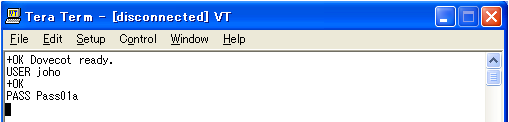 Tera Term - [disconnected] VT
File Edit Setup Control Window Help
+OK Dovecot ready.
USER joho
+OK
PASS Pass01a